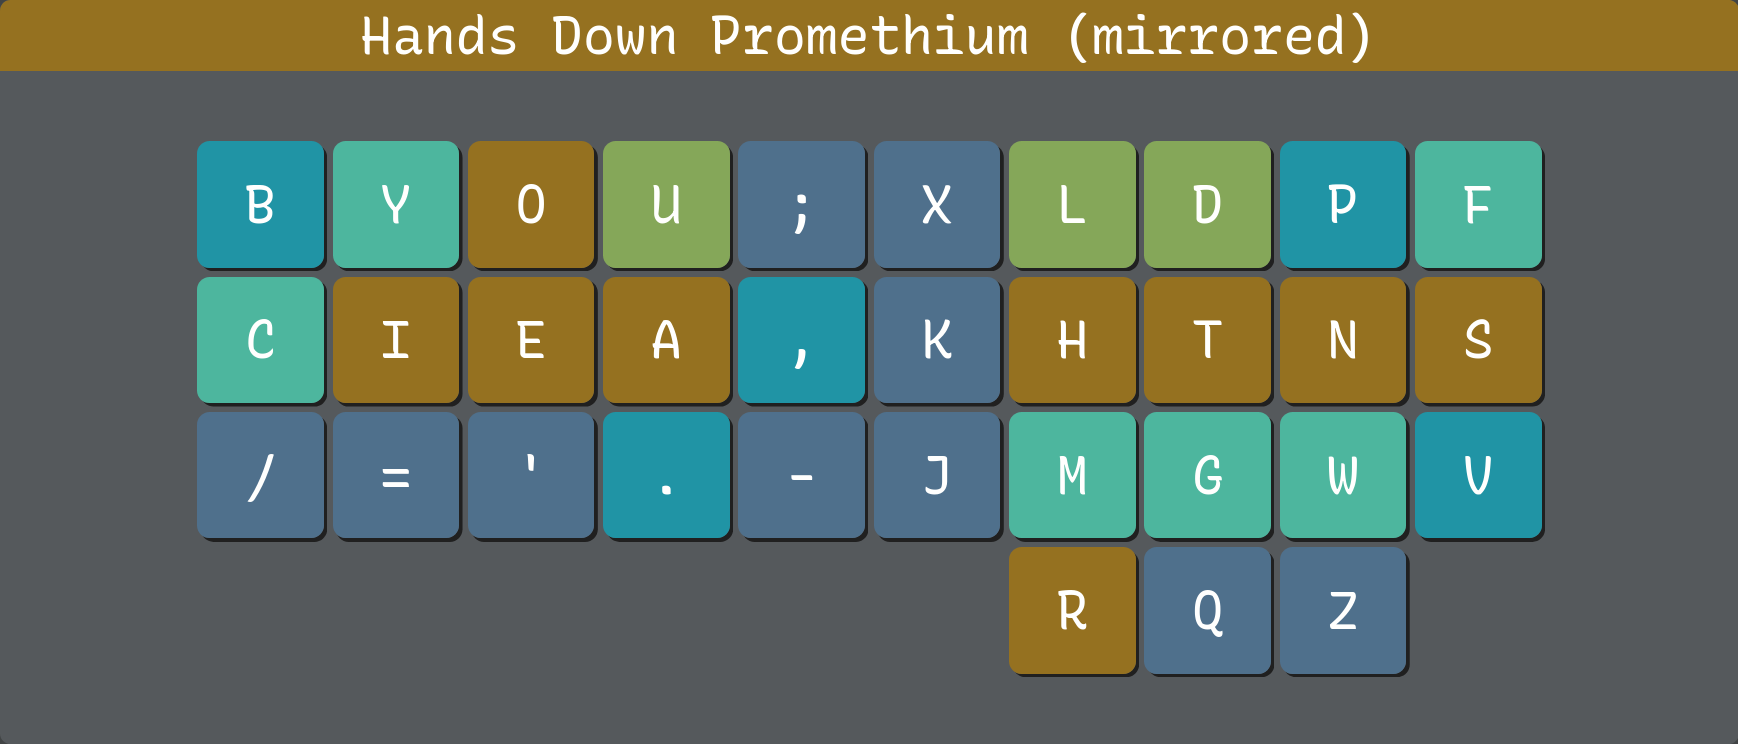 Hands Down Promethium (mirrored)
B Y O U ; X L D P F
C I E A , K H T N S
/ = ' . - J M G W V
R Q Z